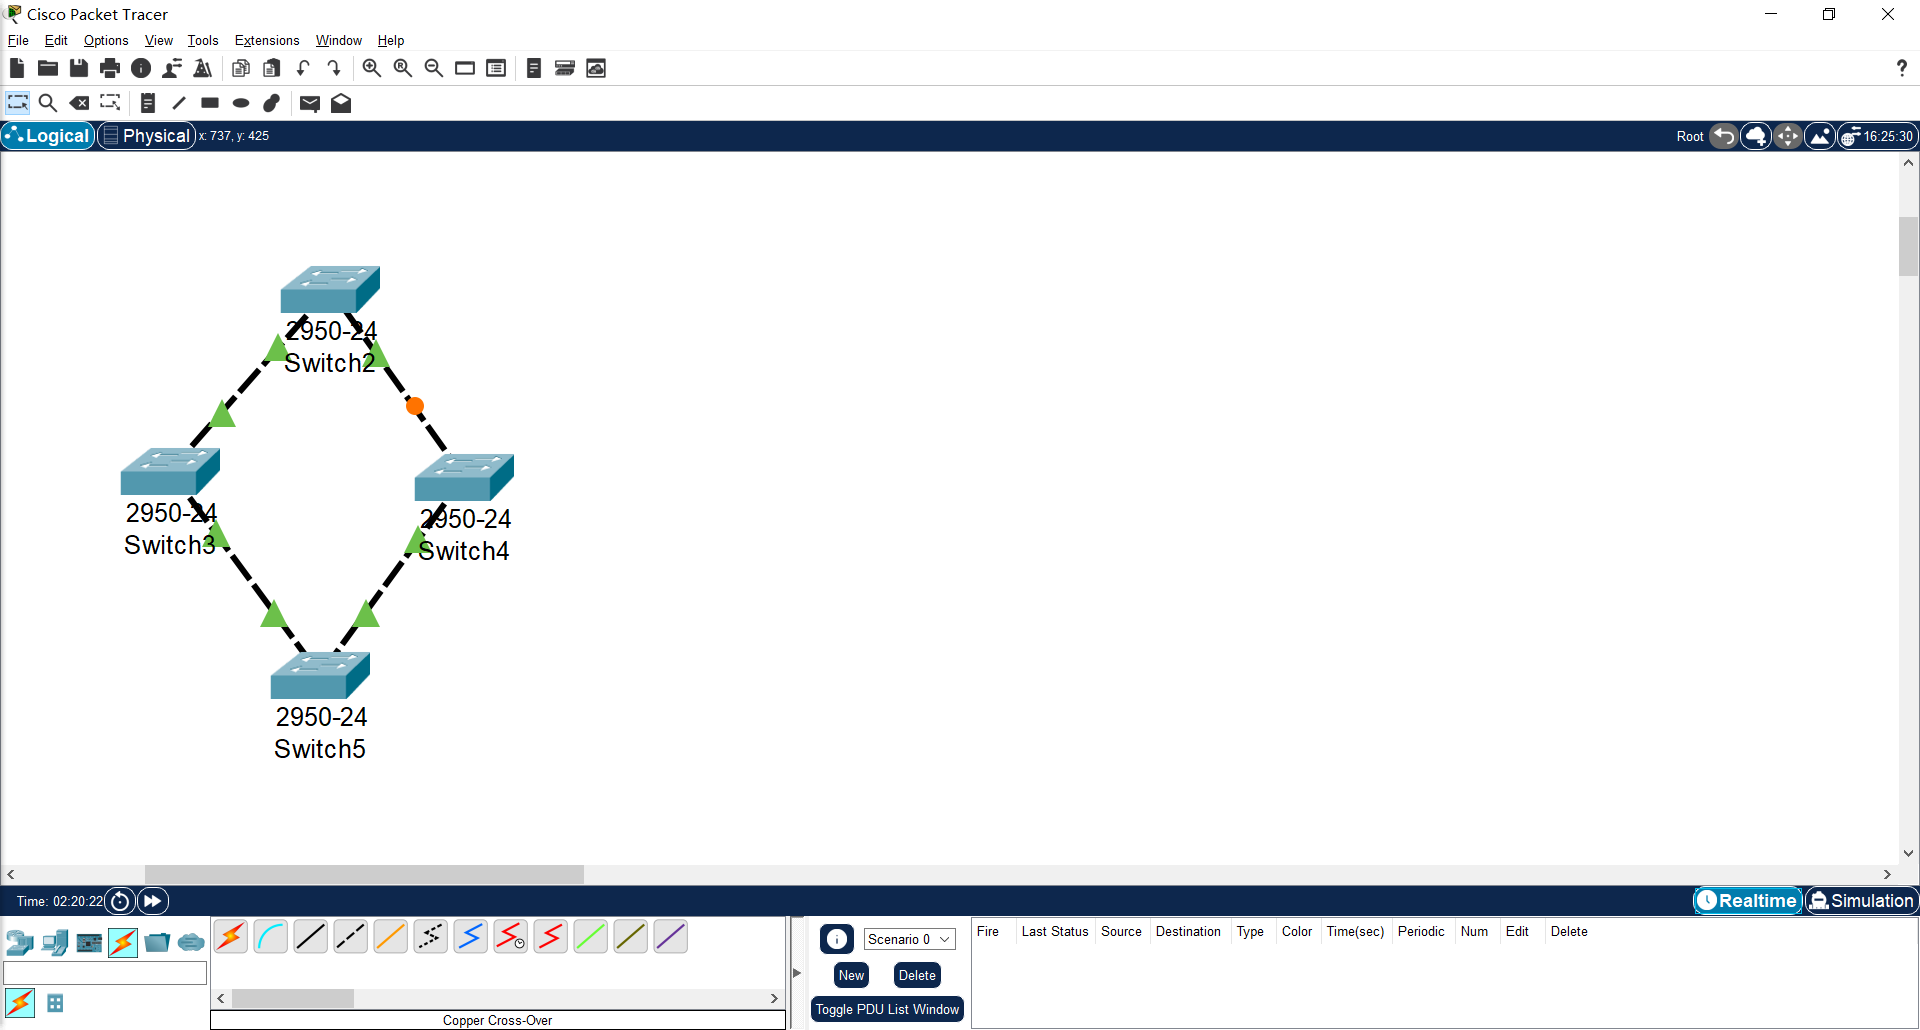 Cisco Packet Tracer
File Edit Options View Tools Extensions Window Help
?
Logical Physical x: 737, y: 425 Root 16:25:30
2950-24
Switch2
2950-24
Switch3
2950-24
Switch4
2950-24
Switch5
Time: 02:20:22 Realtime Simulation
Scenario 0
New Delete
Toggle PDU List Window
Fire Last Status Source Destination Type Color Time(sec) Periodic Num Edit Delete
Copper Cross-Over